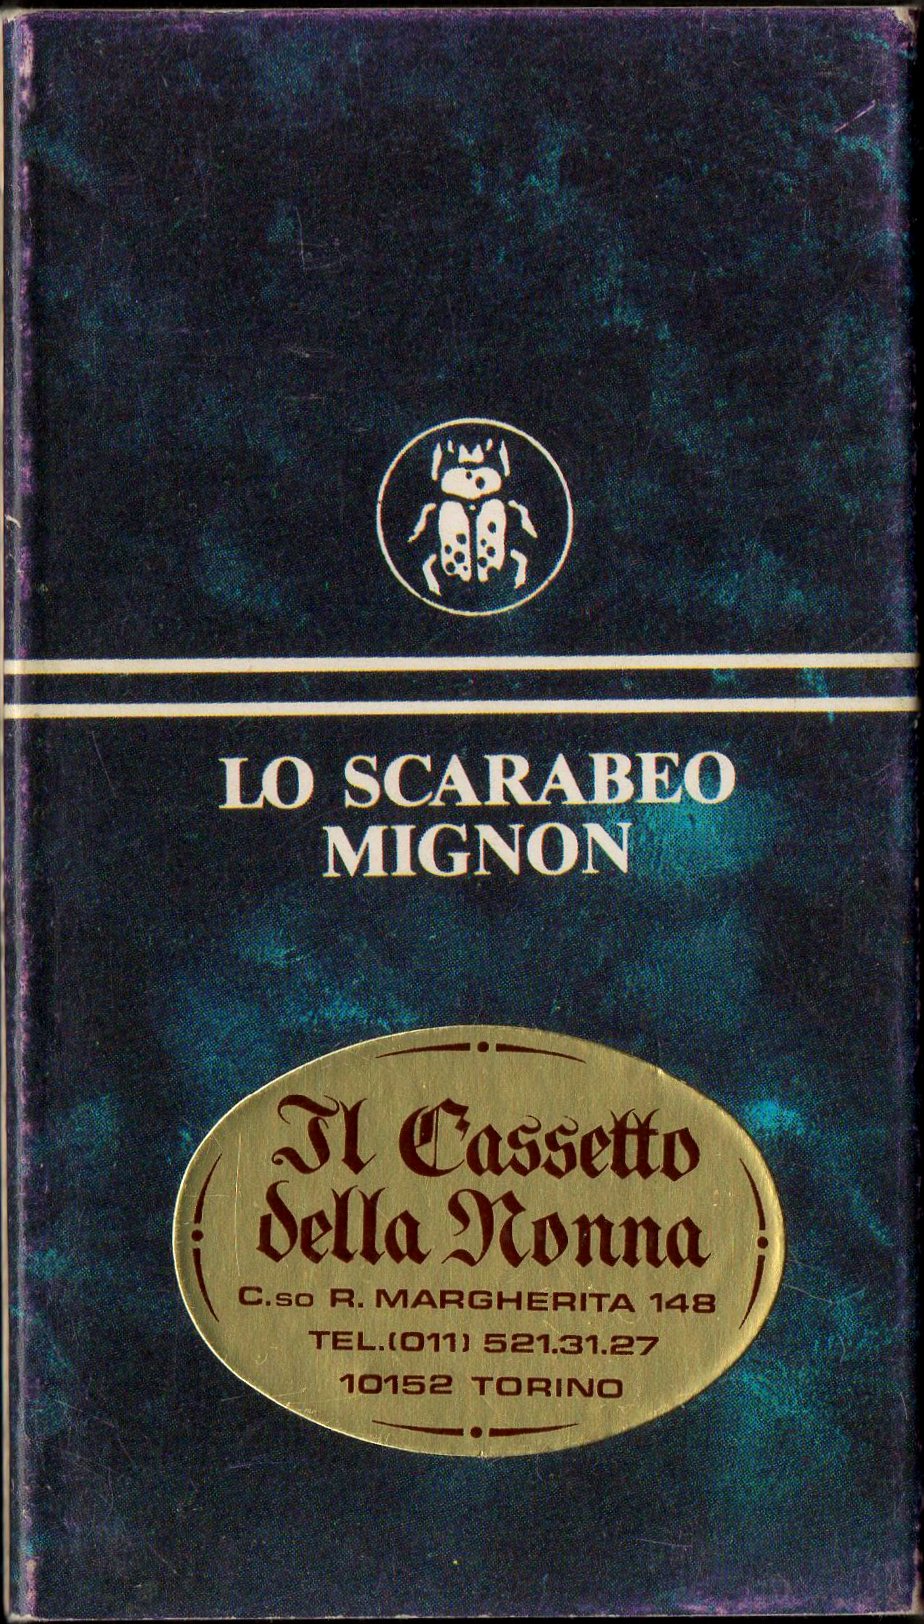 LO SCARABEO
MIGNON
Il Cassetto
della Nonna
C.so R. MARGHERITA 148
TEL.(011) 521.31.27
10152 TORINO